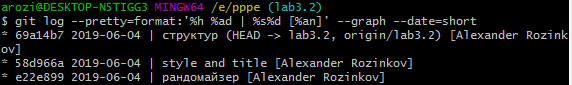 arozi@DESKTOP-N5TIGG3 MINGW64 /e/pppe (lab3.2)
$ git log --pretty=format:'%h %ad | %s%d [%an]' --graph --date=short
* 69a14b7 2019-06-04 | структур (HEAD -> lab3.2, origin/lab3.2) [Alexander Rozin
kov]
* 58d966a 2019-06-04 | style and title [Alexander Rozinkov]
* e22e899 2019-06-04 | рандомайзер [Alexander Rozinkov]